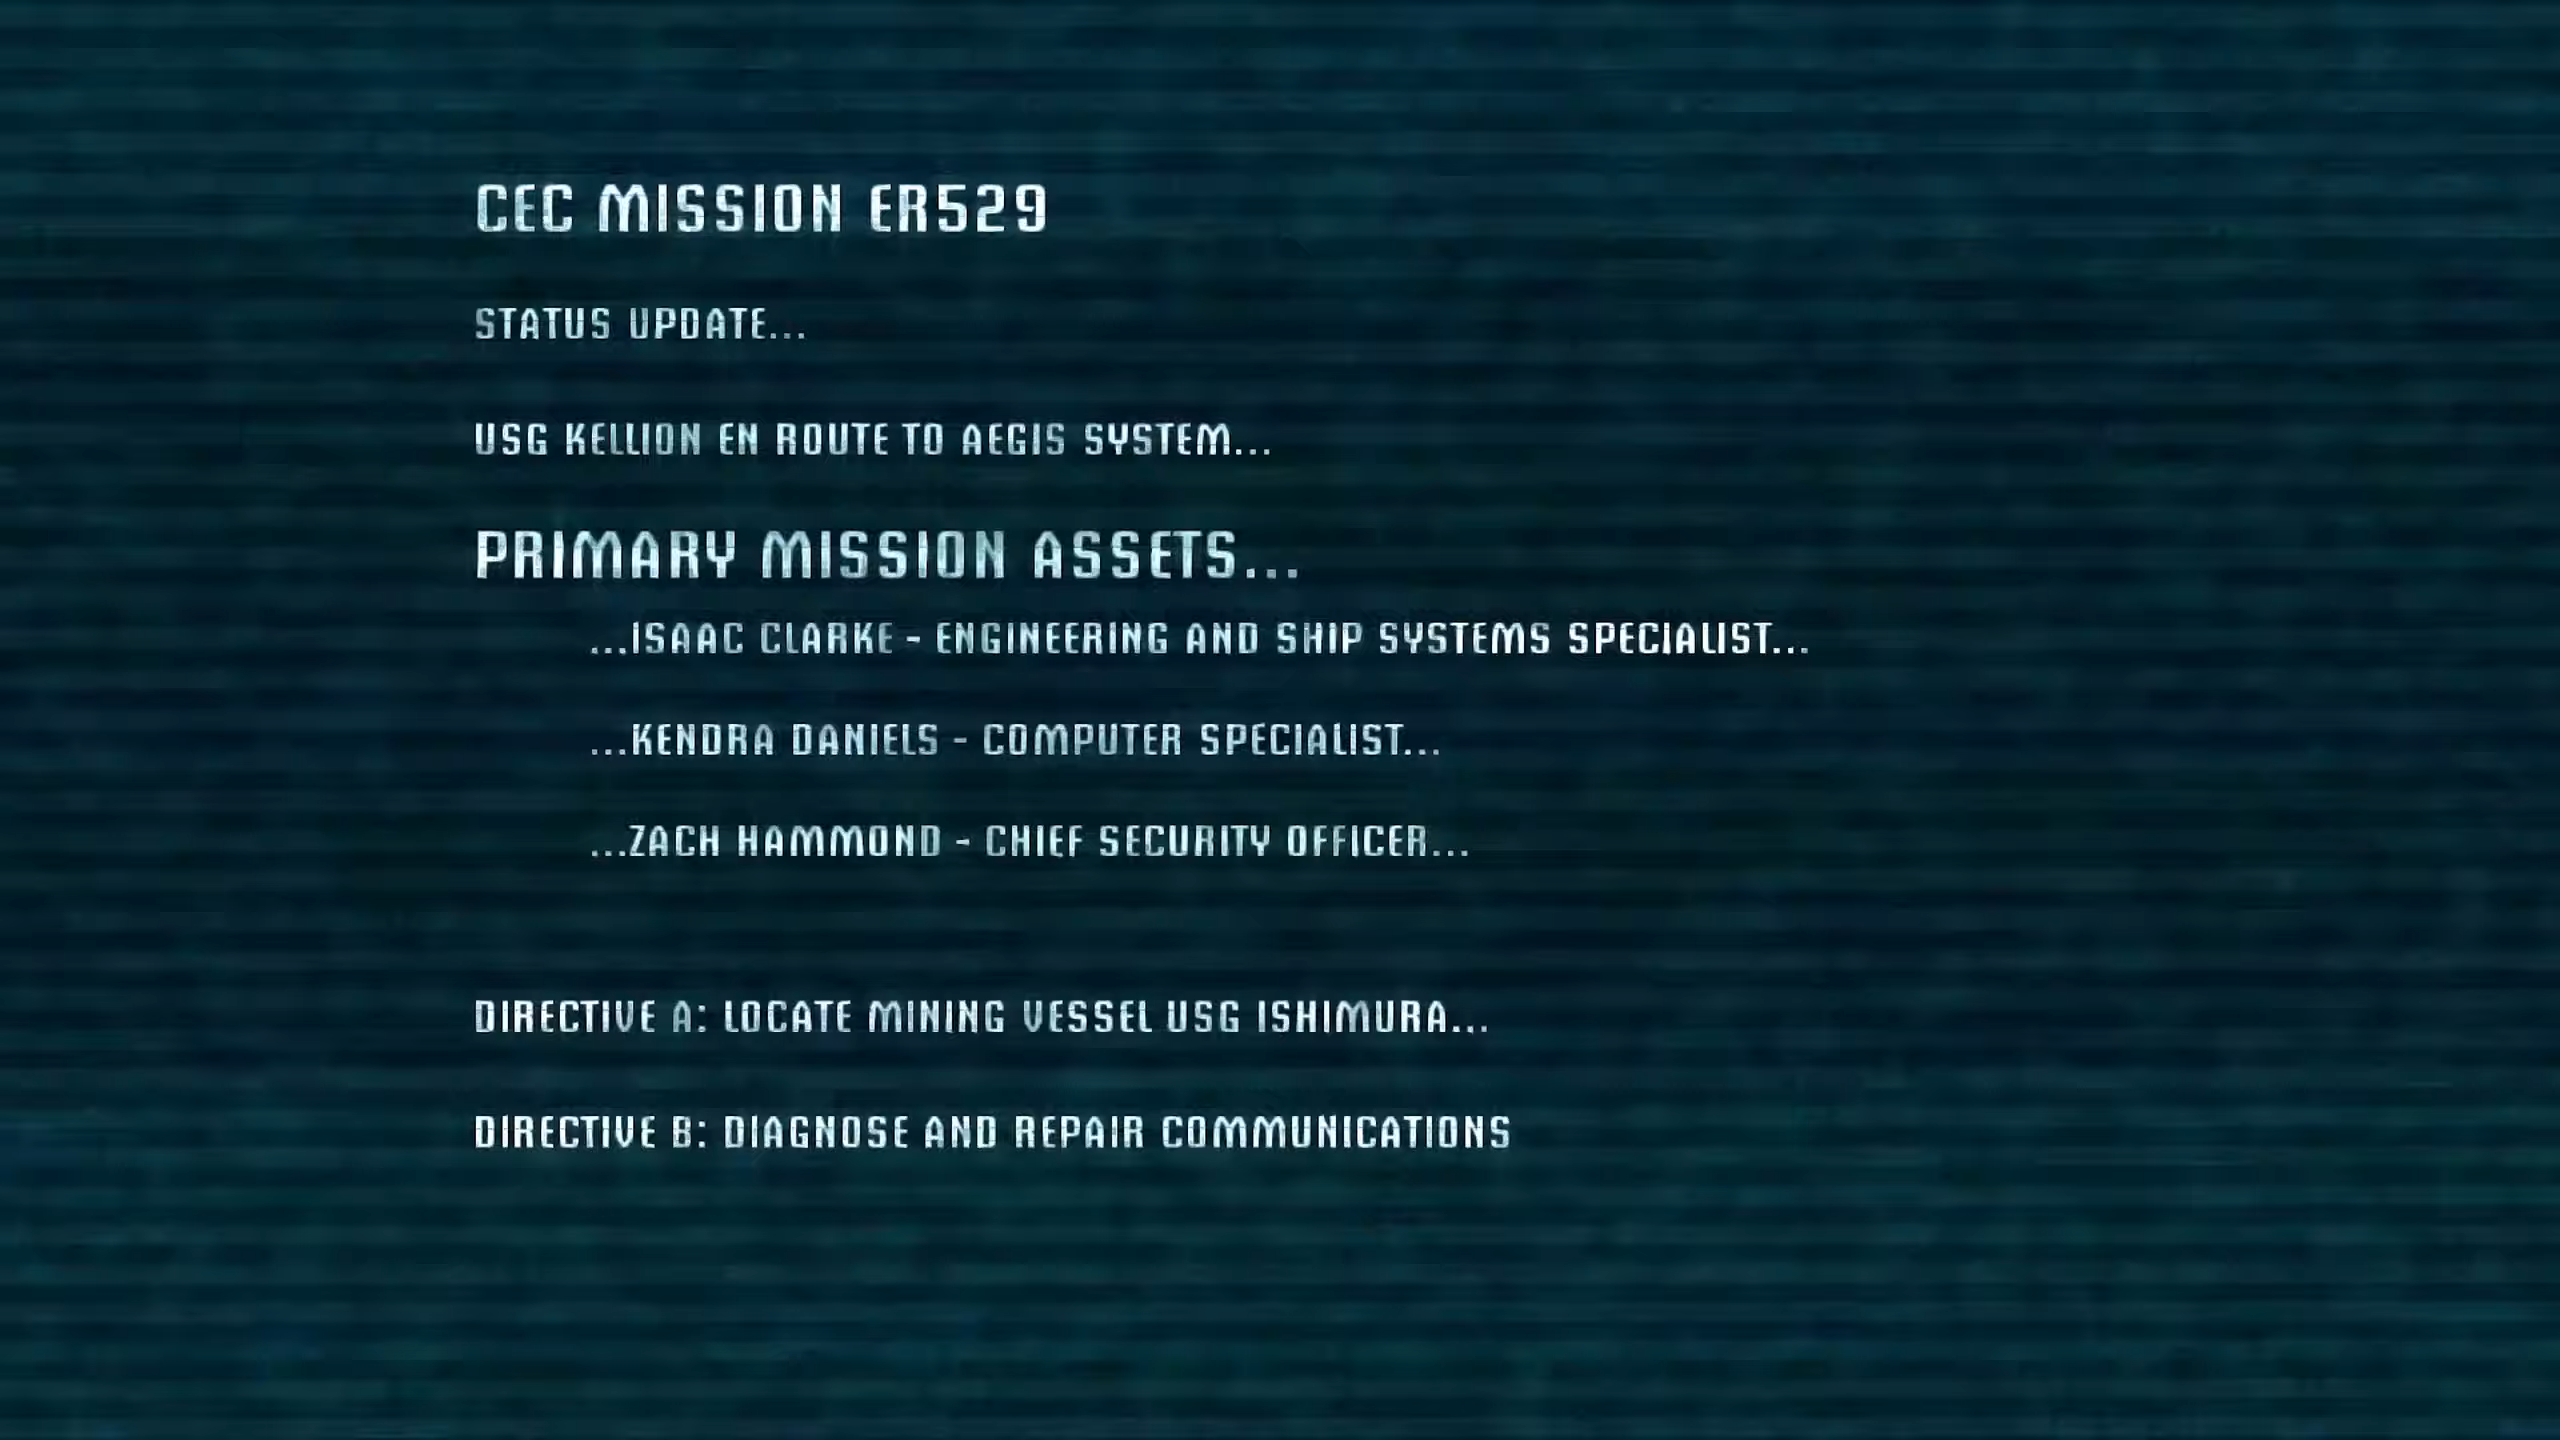 CEC MISSION ER529
STATUS UPDATE...
USG KELLION EN ROUTE TO AEGIS SYSTEM...
PRIMARY MISSION ASSETS...
...ISAAC CLARKE - ENGINEERING AND SHIP SYSTEMS SPECIALIST...
...KENDRA DANIELS - COMPUTER SPECIALIST...
...ZACH HAMMOND - CHIEF SECURITY OFFICER...
DIRECTIVE A: LOCATE MINING VESSEL USG ISHIMURA...
DIRECTIVE B: DIAGNOSE AND REPAIR COMMUNICATIONS